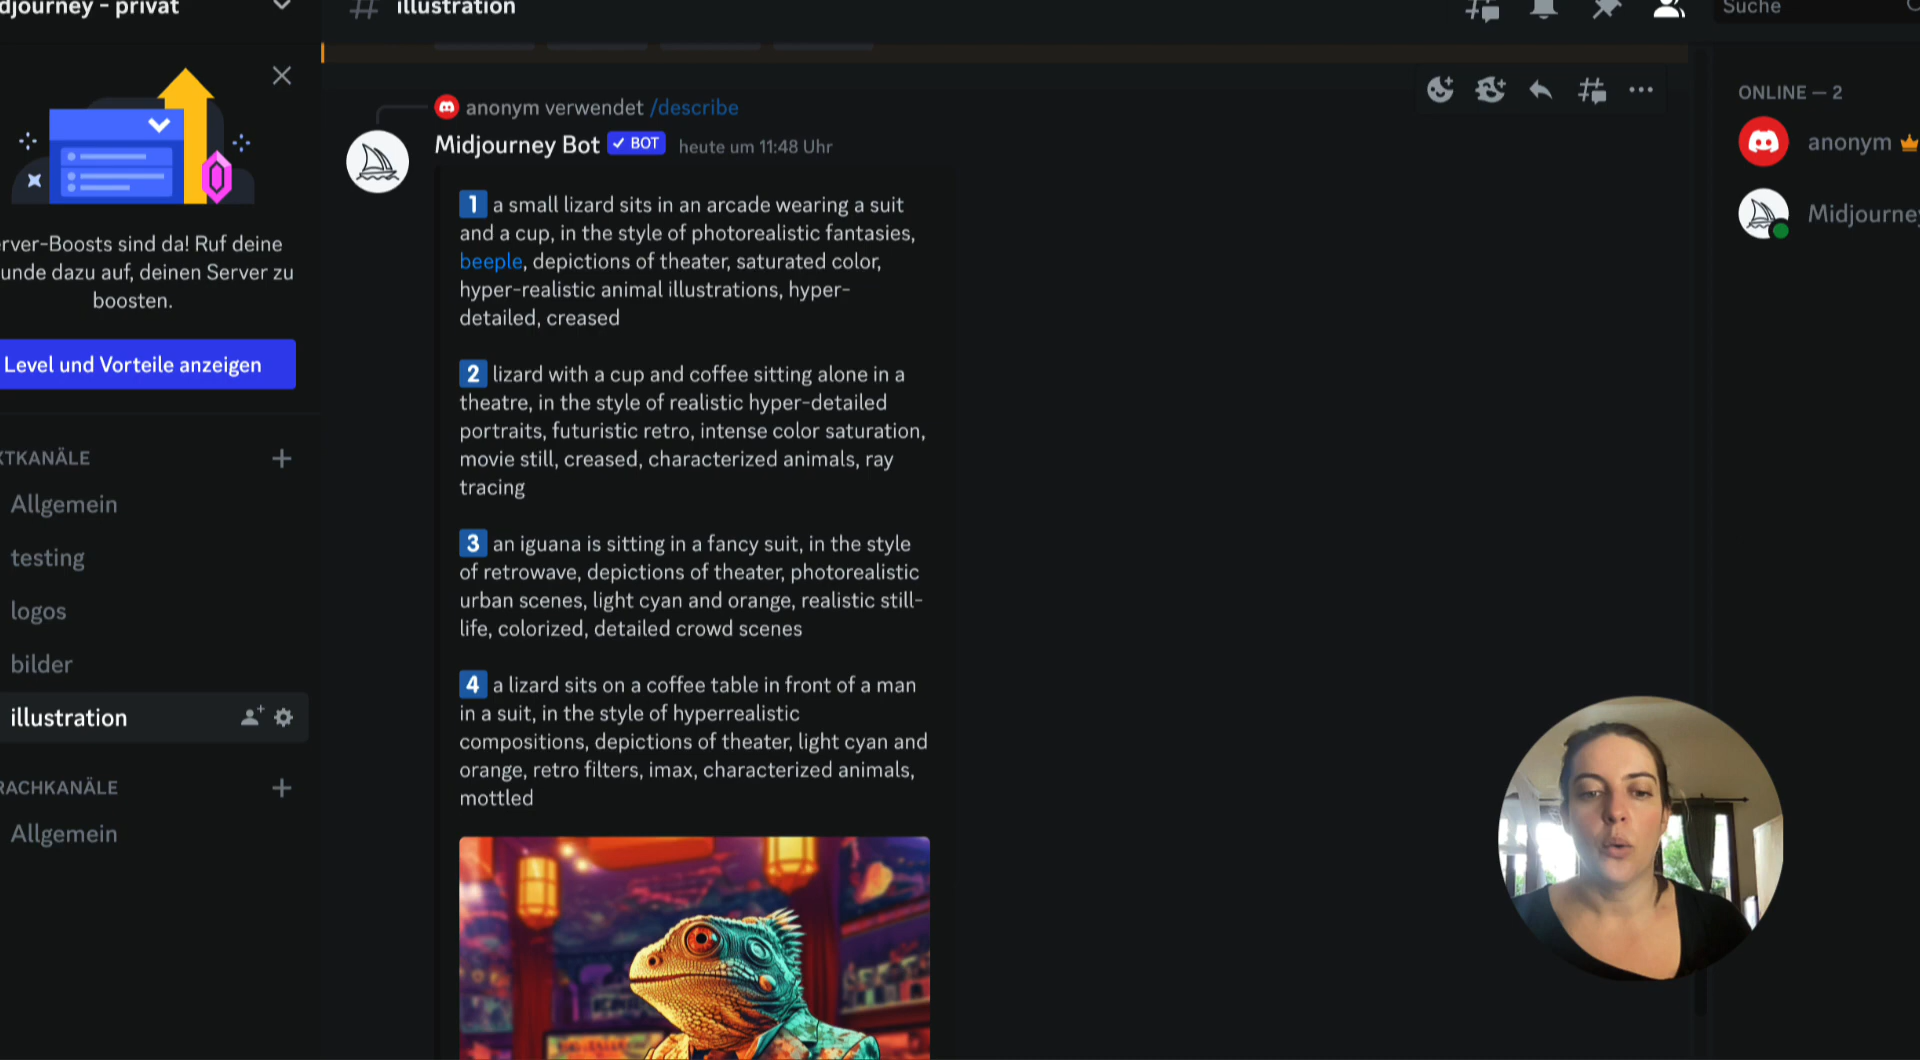 djourney - privat
illustration
Suche
rver-Boosts sind da! Ruf deine
unde dazu auf, deinen Server zu
boosten.
Level und Vorteile anzeigen
XTKANÄLE
Allgemein
testing
logos
bilder
illustration
RACHKANÄLE
Allgemein
anonym verwendet /describe
Midjourney Bot ✓ BOT heute um 11:48 Uhr
1 a small lizard sits in an arcade wearing a suit
and a cup, in the style of photorealistic fantasies,
beeple, depictions of theater, saturated color,
hyper-realistic animal illustrations, hyper-
detailed, creased
2 lizard with a cup and coffee sitting alone in a
theatre, in the style of realistic hyper-detailed
portraits, futuristic retro, intense color saturation,
movie still, creased, characterized animals, ray
tracing
3 an iguana is sitting in a fancy suit, in the style
of retrowave, depictions of theater, photorealistic
urban scenes, light cyan and orange, realistic still-
life, colorized, detailed crowd scenes
4 a lizard sits on a coffee table in front of a man
in a suit, in the style of hyperrealistic
compositions, depictions of theater, light cyan and
orange, retro filters, imax, characterized animals,
mottled
ONLINE — 2
anonym
Midjourney